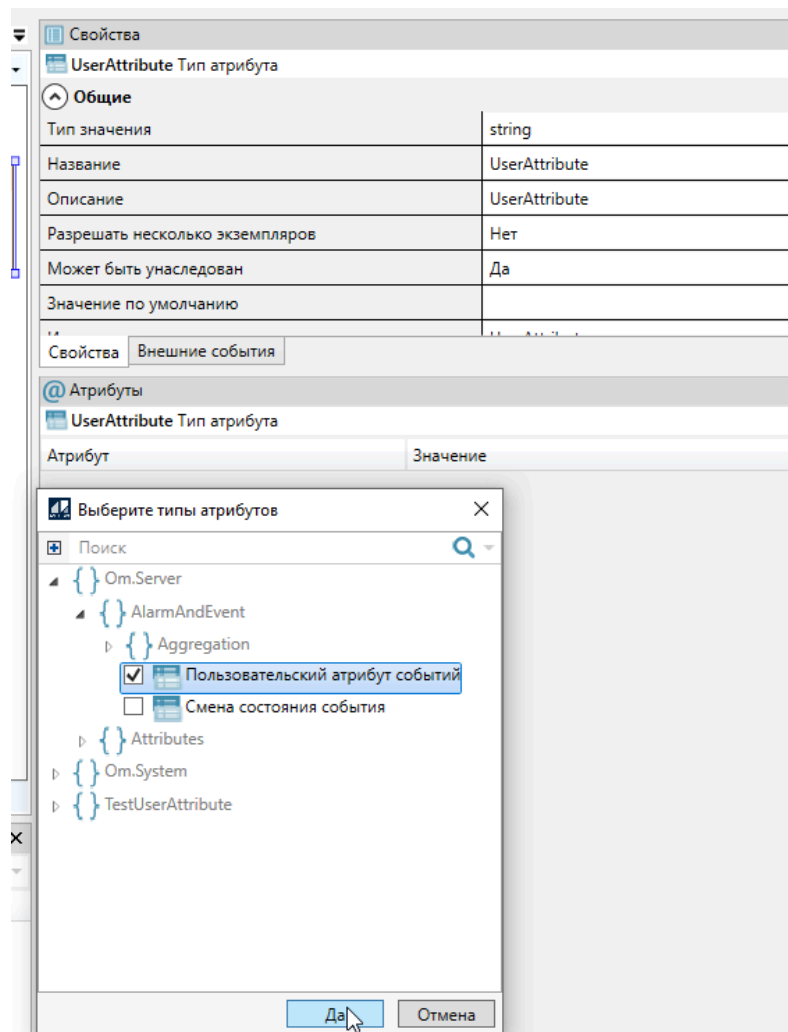 Свойства
UserAttribute Тип атрибута
Общие
Тип значения string
Название UserAttribute
Описание UserAttribute
Разрешать несколько экземпляров Нет
Может быть унаследован Да
Значение по умолчанию
Свойства Внешние события
@ Атрибуты
UserAttribute Тип атрибута
Атрибут Значение
Выберите типы атрибутов
Поиск
{ } Om.Server
{ } AlarmAndEvent
{ } Aggregation
Пользовательский атрибут событий
Смена состояния события
{ } Attributes
{ } Om.System
{ } TestUserAttribute
Да Отмена